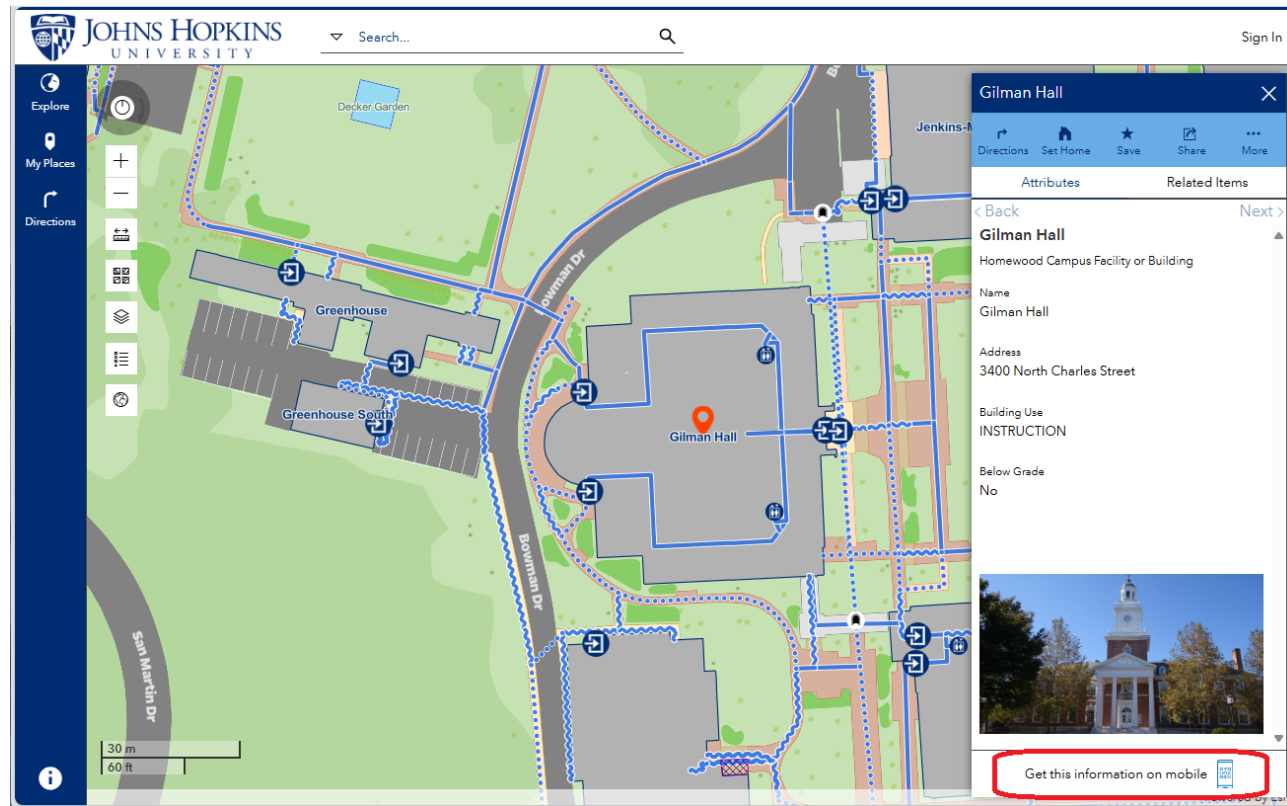 JOHNS HOPKINS
UNIVERSITY
Search...
Sign In
Explore
My Places
Directions
Decker Garden
Bowman Dr
Greenhouse
Greenhouse South
Gilman Hall
Bowman Dr
San Martin Dr
30 m
60 ft
Gilman Hall
Directions
Set Home
Save
Share
More
Attributes
Related Items
Back
Next
Gilman Hall
Homewood Campus Facility or Building
Name
Gilman Hall
Address
3400 North Charles Street
Building Use
INSTRUCTION
Below Grade
No
Get this information on mobile